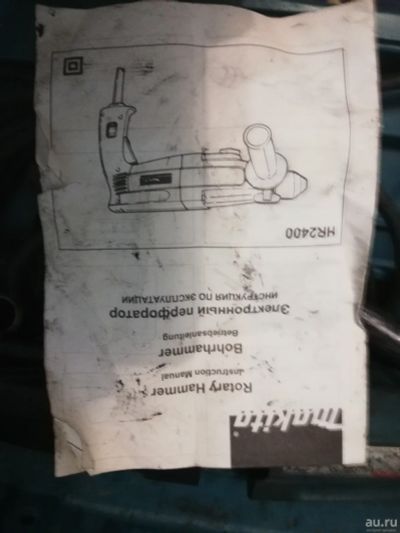 makita
Rotary Hammer
Instruction Manual
Bohrhammer
Betriebsanleitung
Электронный перфоратор
ИНСТРУКЦИЯ ПО ЭКСПЛУАТАЦИИ
HR2400
au.ru